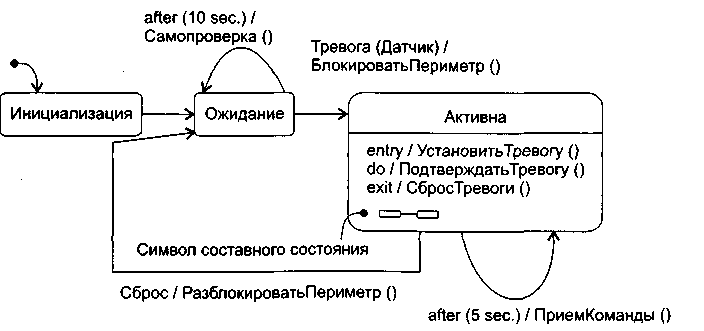 after (10 sec.) /
Самопроверка ()
Тревога (Датчик) /
БлокироватьПериметр ()
Инициализация
Ожидание
Активна
entry / УстановитьТревогу ()
do / ПодтверждатьТревогу ()
exit / СбросТревоги ()
Символ составного состояния
Сброс / РазблокироватьПериметр ()
after (5 sec.) / ПриемКоманды ()